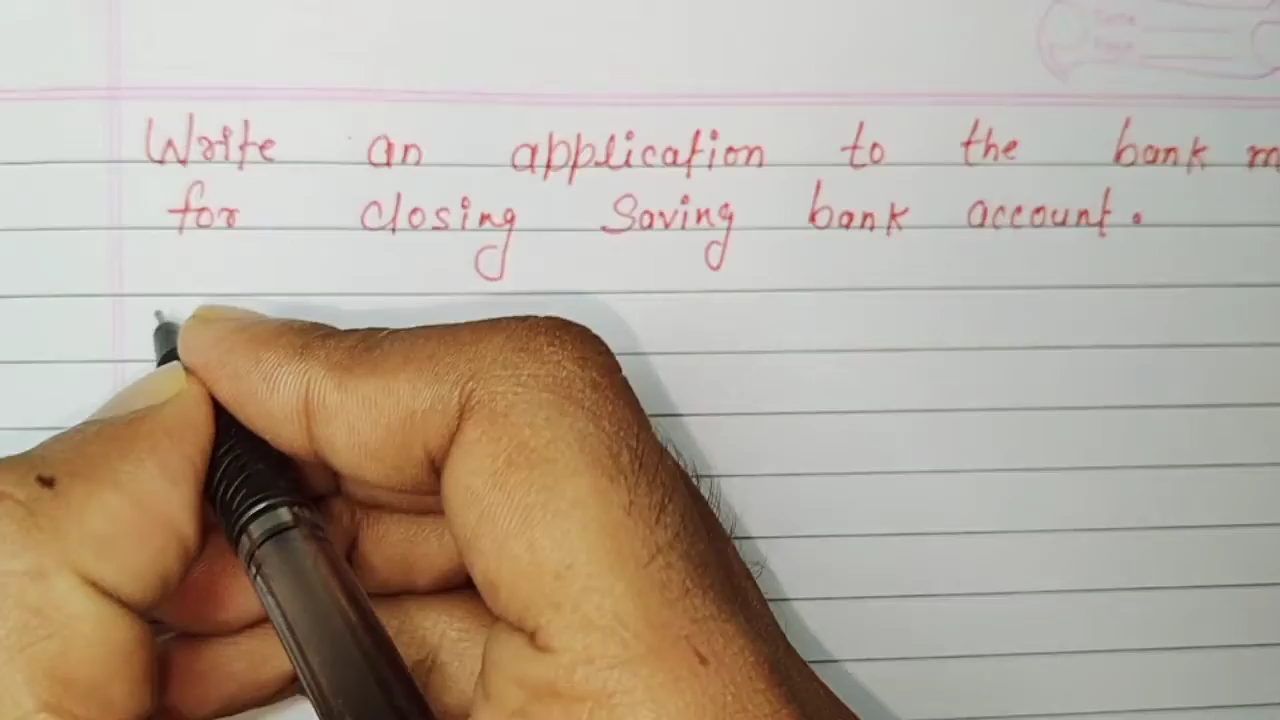 Write an application to the bank
for closing Saving bank account.